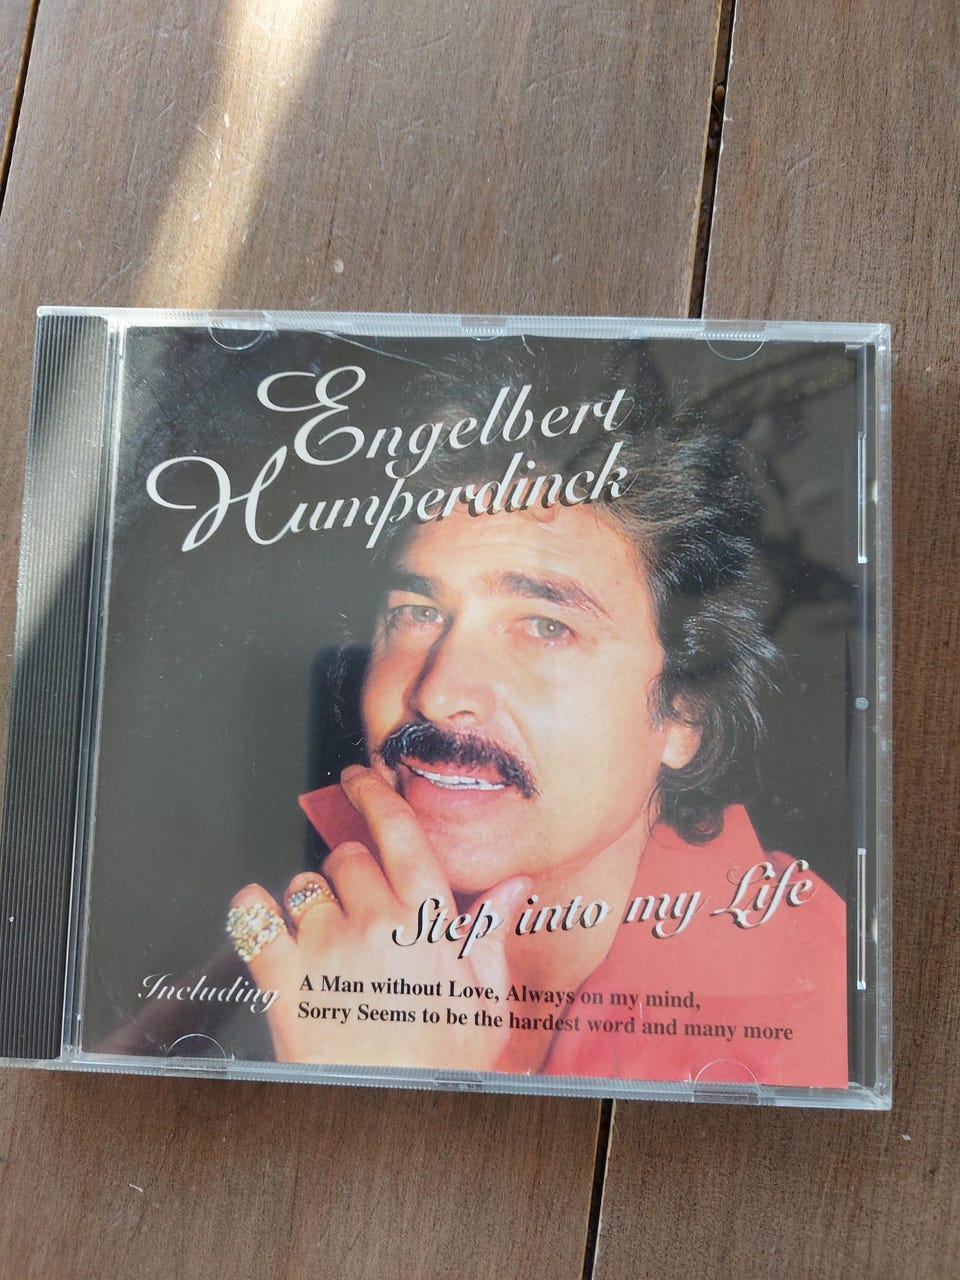 Engelbert
Humperdinck
Step into my Life
Including
A Man without Love, Always on my mind,
Sorry Seems to be the hardest word and many more